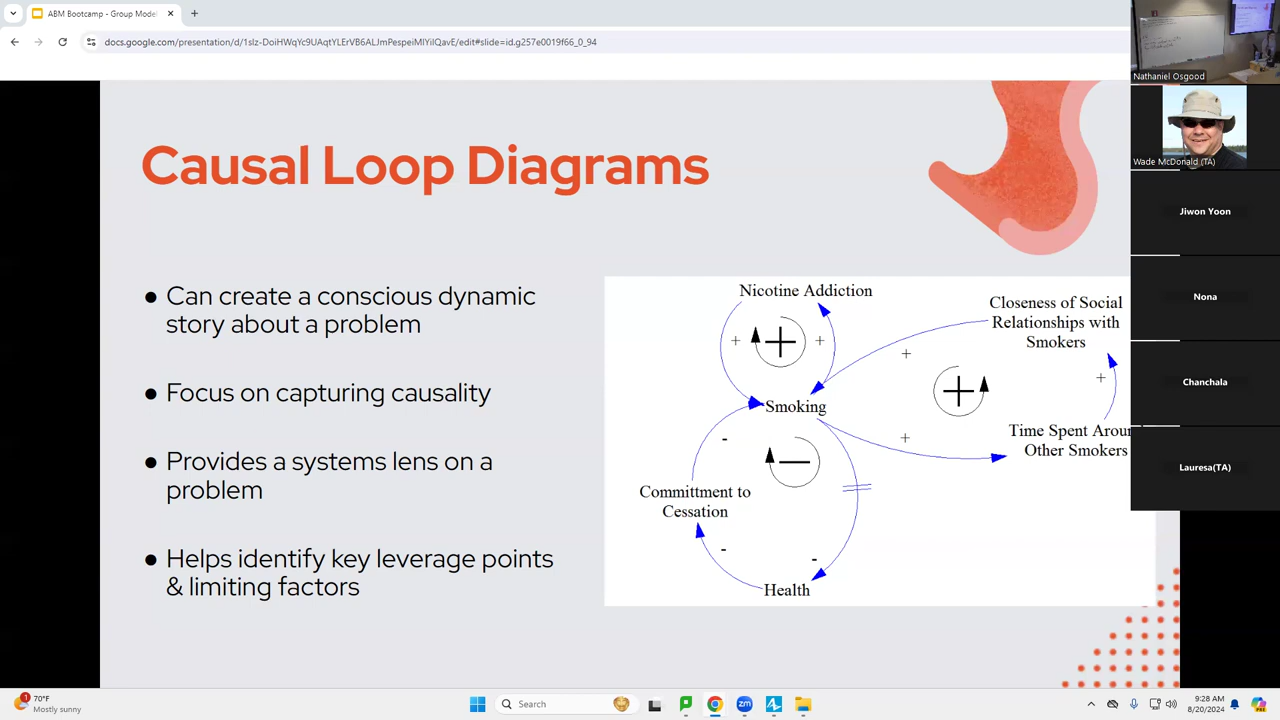 ABM Bootcamp - Group Model
docs.google.com/presentation/d/1slz-DoiHWqYc9UAqtYLErVB6ALJmPespeiMIYilQavE/edit#slide=id.g257e0019f66_0_94
Nathaniel Osgood
Wade McDonald (TA)
Jiwon Yoon
Nona
Chanchala
Lauresa(TA)
Causal Loop Diagrams
● Can create a conscious dynamic
story about a problem
● Focus on capturing causality
● Provides a systems lens on a
problem
● Helps identify key leverage points
& limiting factors
Nicotine Addiction
Closeness of Social
Relationships with
Smokers
+
+
+
+
+
+
+
Smoking
Time Spent Aroun
Other Smokers
-
—
Committment to
Cessation
-
-
Health
1
70°F
Mostly sunny
Search
9:28 AM
8/20/2024